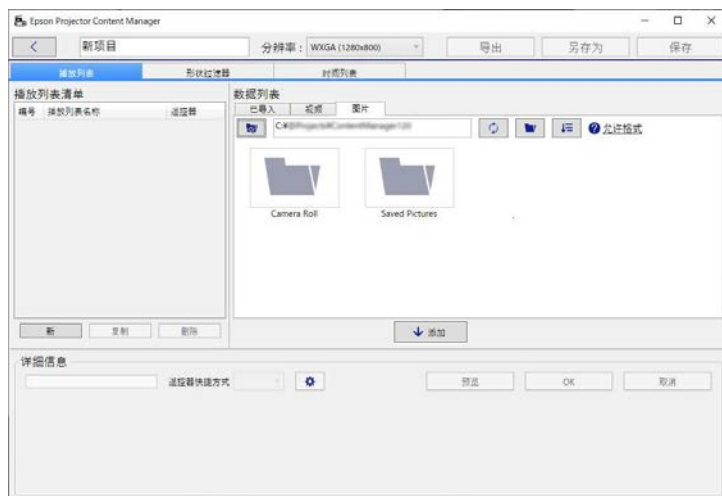 Epson Projector Content Manager
新项目
分辨率： WXGA (1280x800)
导出
另存为
保存
播放列表
形状过滤器
时间列表
播放列表清单
编号 播放列表名称 遥控器
数据列表
已导入 视频 图片
允许格式
Camera Roll
Saved Pictures
新
复制
删除
添加
详细信息
遥控器快捷方式
预览
OK
取消